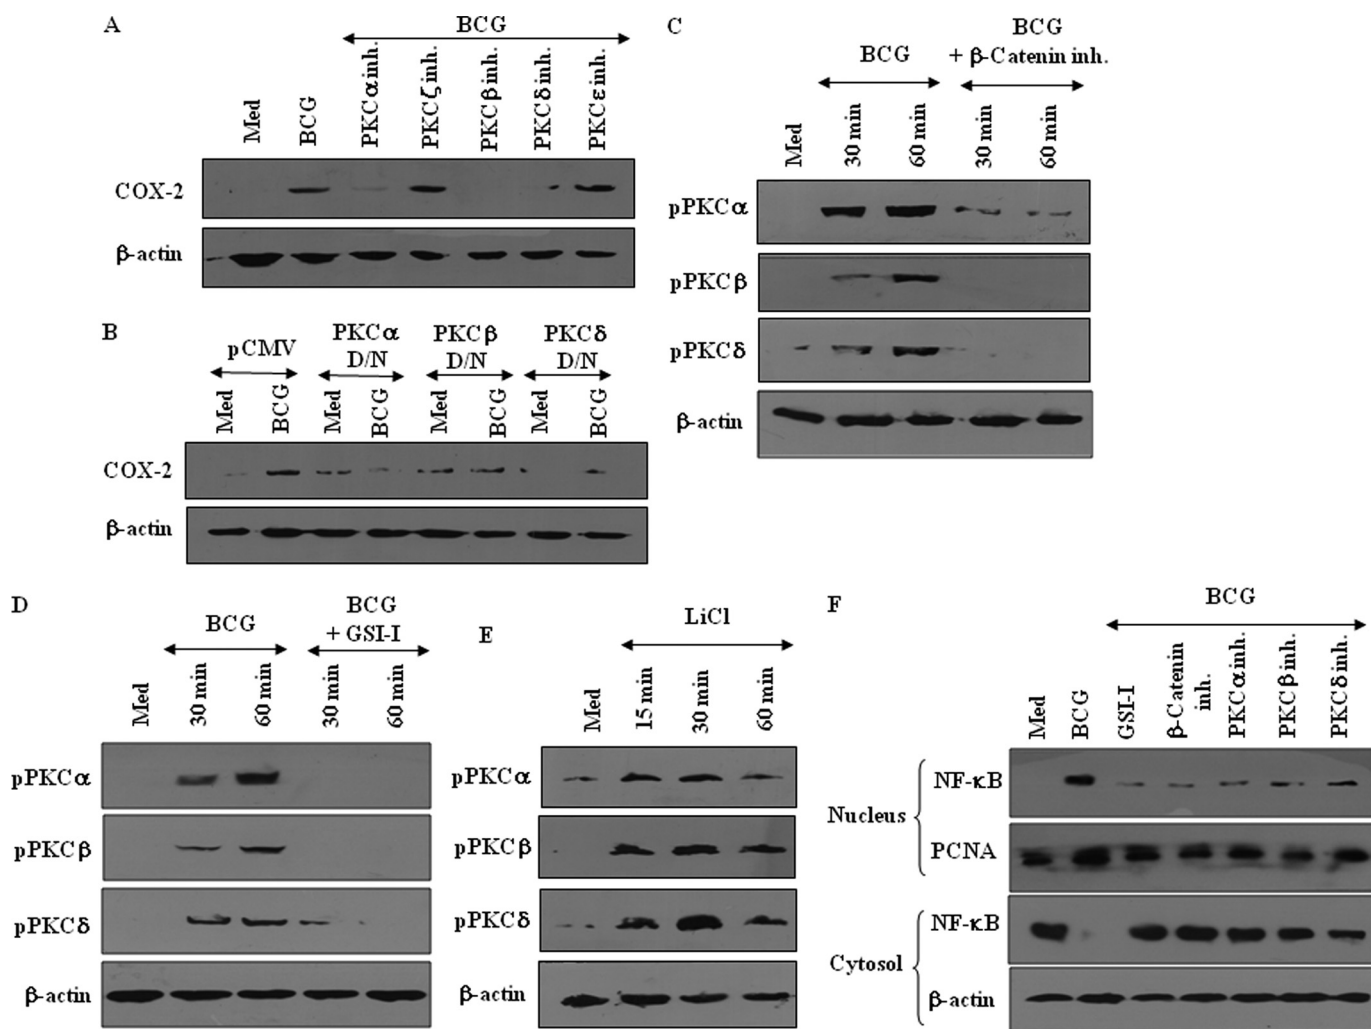 A
BCG
Med
BCG
PKCα inh.
PKCζ inh.
PKCβ inh.
PKCδ inh.
PKCε inh.
COX-2
β-actin
B
pCMV
PKCα
D/N
PKCβ
D/N
PKCδ
D/N
Med
BCG
Med
BCG
Med
BCG
Med
BCG
COX-2
β-actin
C
BCG
BCG
+ β-Catenin inh.
Med
30 min
60 min
30 min
60 min
pPKCα
pPKCβ
pPKCδ
β-actin
D
BCG
BCG
+ GSI-I
Med
30 min
60 min
30 min
60 min
pPKCα
pPKCβ
pPKCδ
β-actin
E
LiCl
Med
15 min
30 min
60 min
pPKCα
pPKCβ
pPKCδ
β-actin
F
BCG
Med
BCG
GSI-I
β-Catenin
inh.
PKCα inh.
PKCβ inh.
PKCδ inh.
Nucleus
NF-κB
PCNA
Cytosol
NF-κB
β-actin